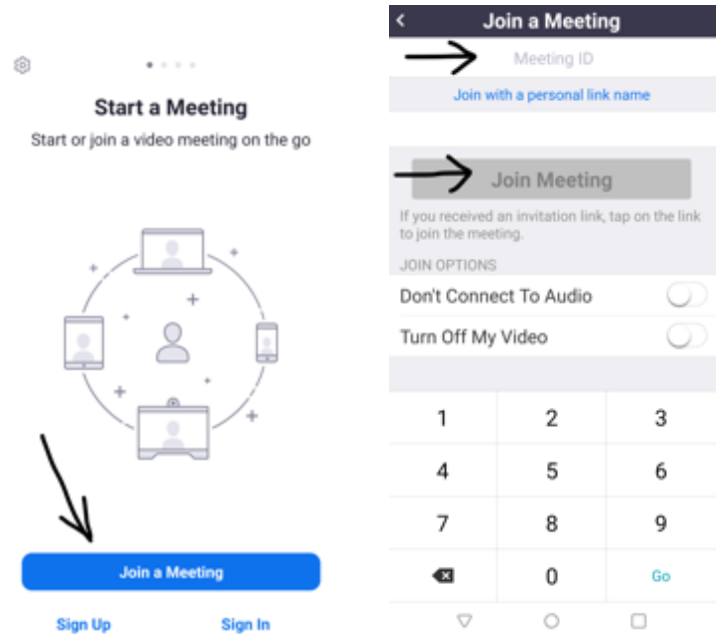 Start a Meeting
Start or join a video meeting on the go
Join a Meeting
Sign Up Sign In
Join a Meeting
Meeting ID
Join with a personal link name
Join Meeting
If you received an invitation link, tap on the link
to join the meeting.
JOIN OPTIONS
Don't Connect To Audio
Turn Off My Video
1 2 3
4 5 6
7 8 9
0 Go